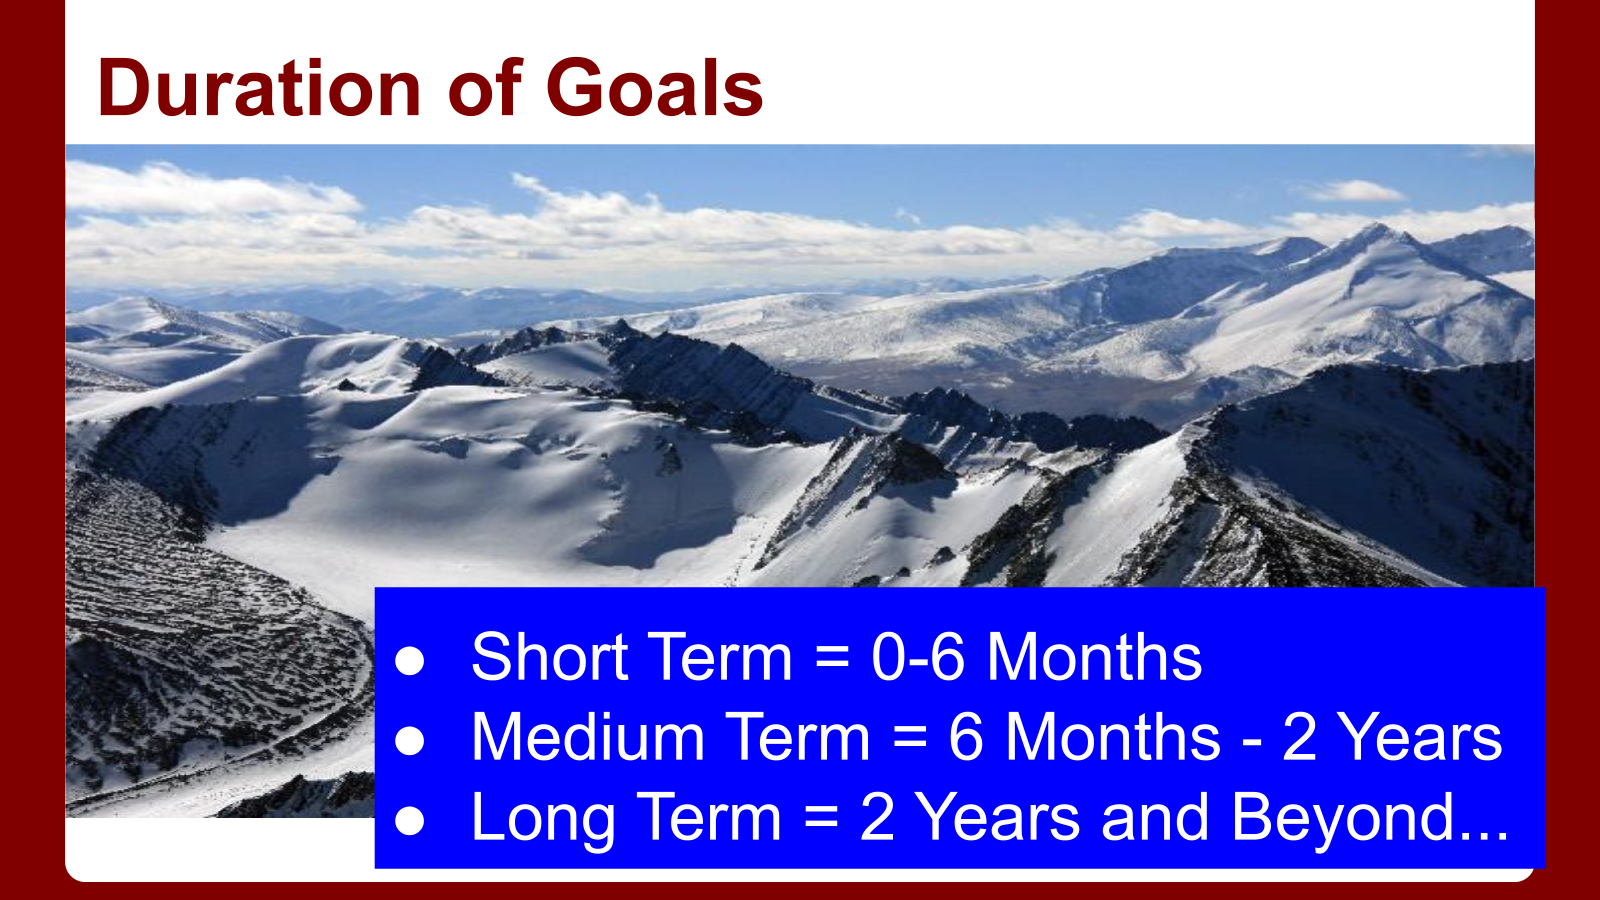 Duration of Goals
● Short Term = 0-6 Months
● Medium Term = 6 Months - 2 Years
● Long Term = 2 Years and Beyond...